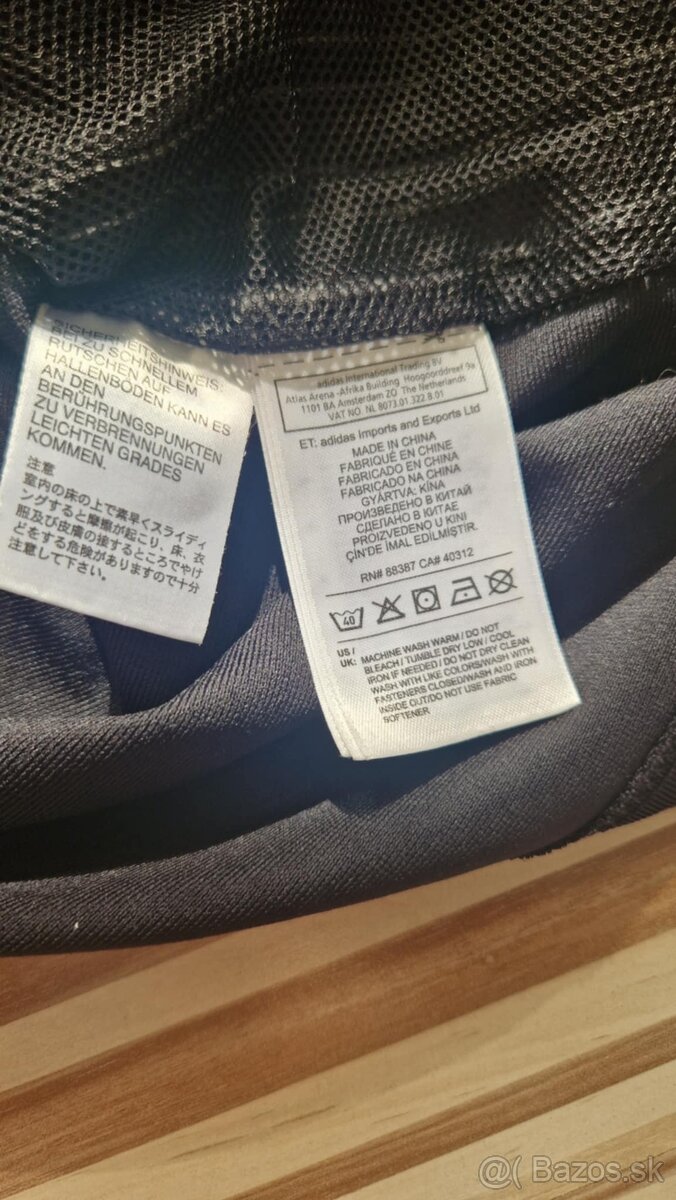 SICHERHEITSHINWEIS:
BEI ZU SCHNELLEM
RUTSCHEN AUF
HALLENBÖDEN KANN ES
AN DEN
BERÜHRUNGSPUNKTEN
ZU VERBRENNUNGEN
LEICHTEN GRADES
KOMMEN.
注意
室内の床の上で素早くスライディ
ングすると摩擦が起こり、床、衣
服及び皮膚の接するところでやけ
どをする危険がありますので十分
注意して下さい。
adidas International Trading BV
Atlas Arena -Afrika Building Hoogoorddreef 9a
1101 BA Amsterdam ZO The Netherlands
VAT NO. NL 8073.01.322.B.01
ET: adidas Imports and Exports Ltd
MADE IN CHINA
FABRIQUÉ EN CHINE
FABRICADO EN CHINA
FABRICADO NA CHINA
GYÁRTVA: KÍNA
ПРОИЗВЕДЕНО В КИТАЙ
СДЕЛАНО В КИТАЕ
PROIZVEDENO U KINI
ÇİN'DE İMAL EDİLMİŞTİR.
RN# 88387 CA# 40312
40
US /
UK: MACHINE WASH WARM / DO NOT
BLEACH / TUMBLE DRY LOW / COOL
IRON IF NEEDED / DO NOT DRY CLEAN
WASH WITH LIKE COLORS/WASH WITH
FASTENERS CLOSED/WASH AND IRON
INSIDE OUT/DO NOT USE FABRIC
SOFTENER
@( Bazos.sk